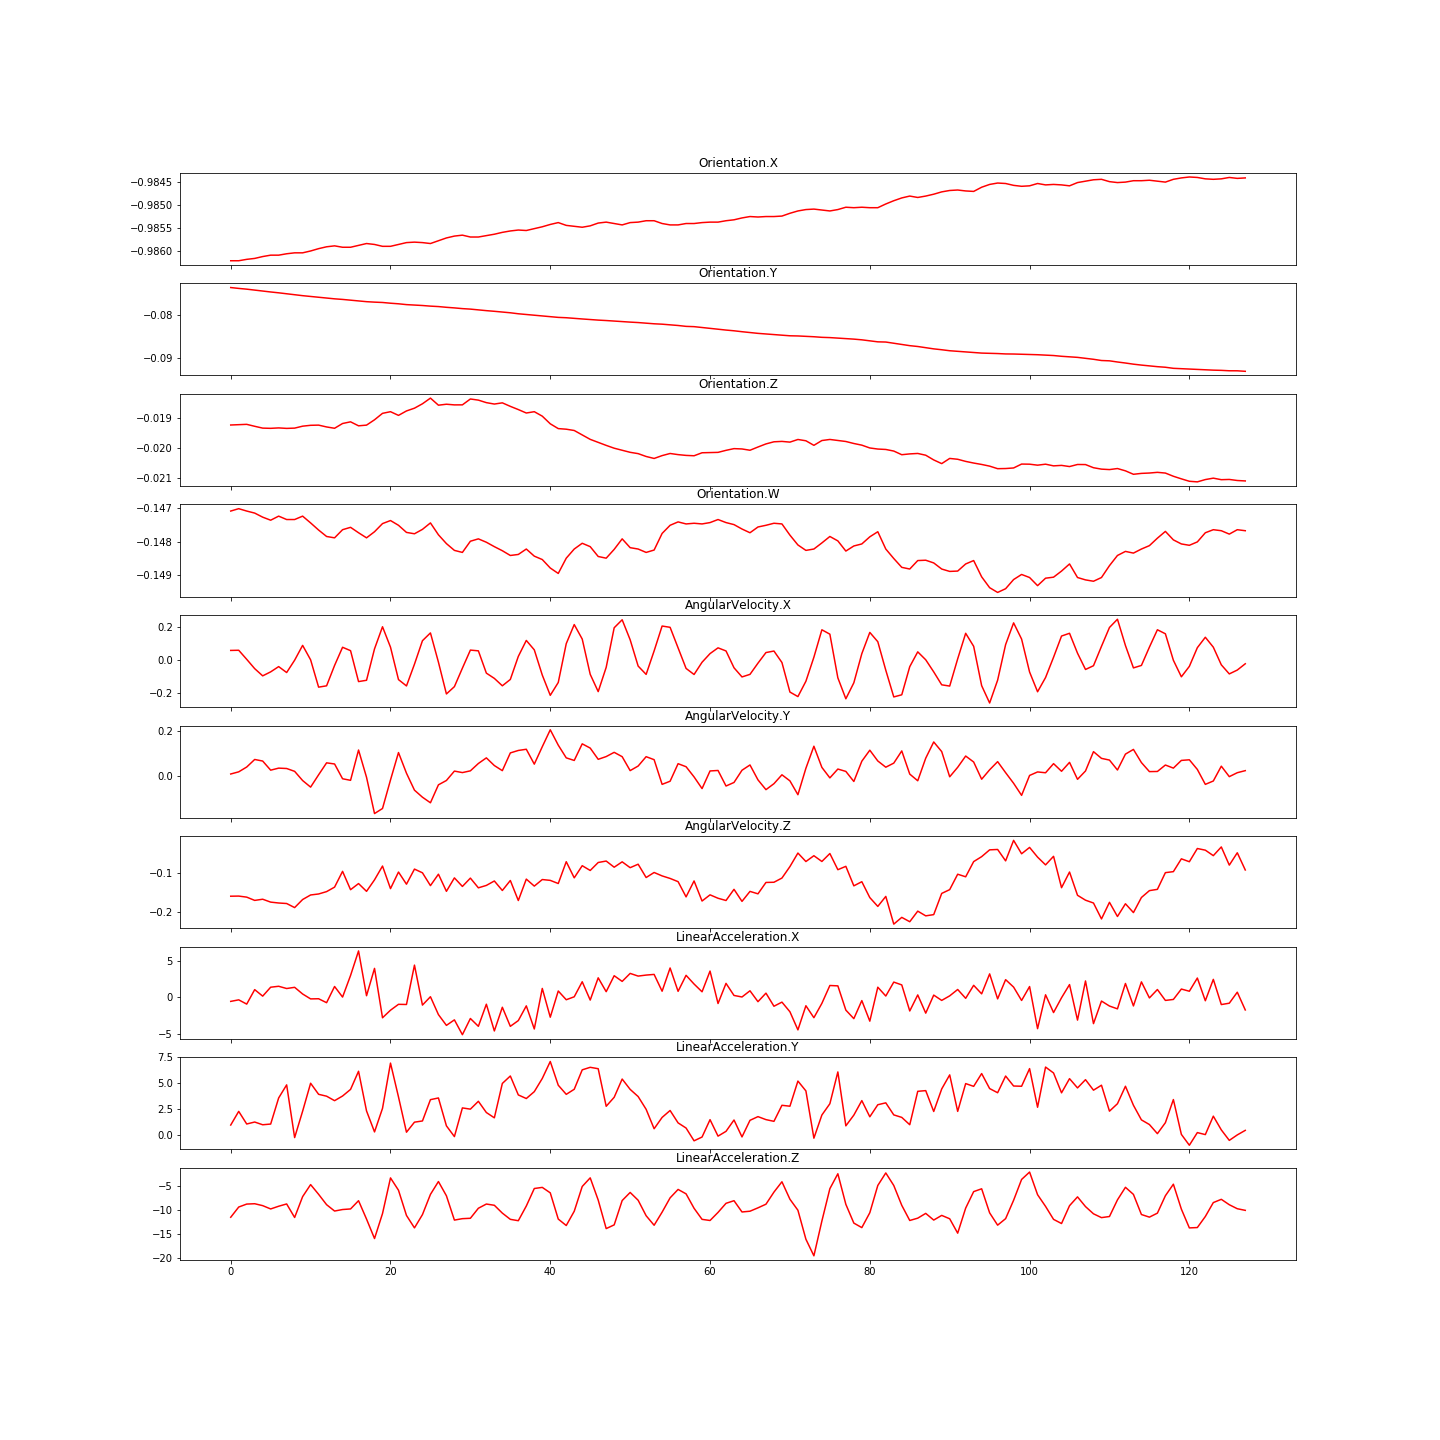 Orientation.X
−0.9845
−0.9850
−0.9855
−0.9860
Orientation.Y
−0.08
−0.09
Orientation.Z
−0.019
−0.020
−0.021
Orientation.W
−0.147
−0.148
−0.149
AngularVelocity.X
0.2
0.0
−0.2
AngularVelocity.Y
0.2
0.0
AngularVelocity.Z
−0.1
−0.2
LinearAcceleration.X
5
0
−5
LinearAcceleration.Y
7.5
5.0
2.5
0.0
LinearAcceleration.Z
−5
−10
−15
−20
0 20 40 60 80 100 120